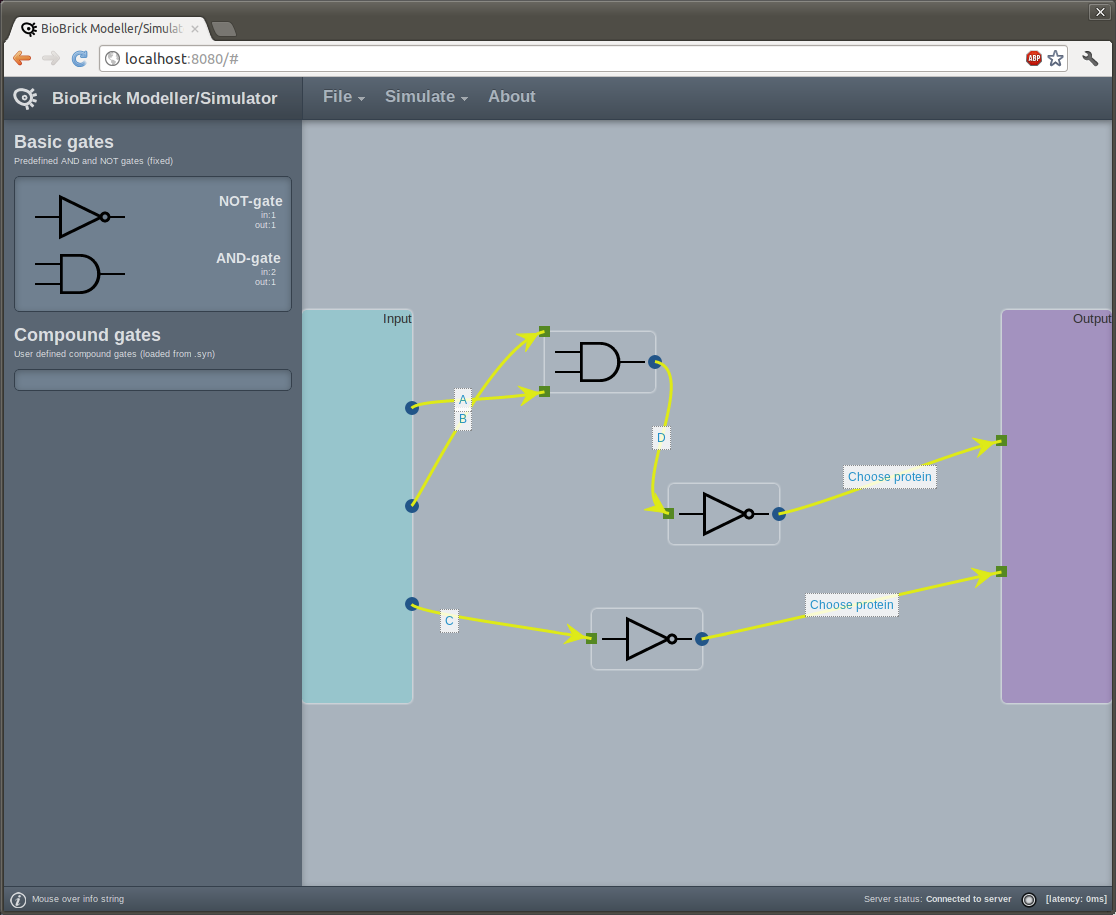 BioBrick Modeller/Simulat
localhost:8080/#
ABP
BioBrick Modeller/Simulator
File
Simulate
About
Basic gates
Predefined AND and NOT gates (fixed)
NOT-gate
in:1
out:1
AND-gate
in:2
out:1
Compound gates
User defined compound gates (loaded from .syn)
Input
Output
A
B
D
Choose protein
Choose protein
C
Mouse over info string
Server status: Connected to server
[latency: 0ms]